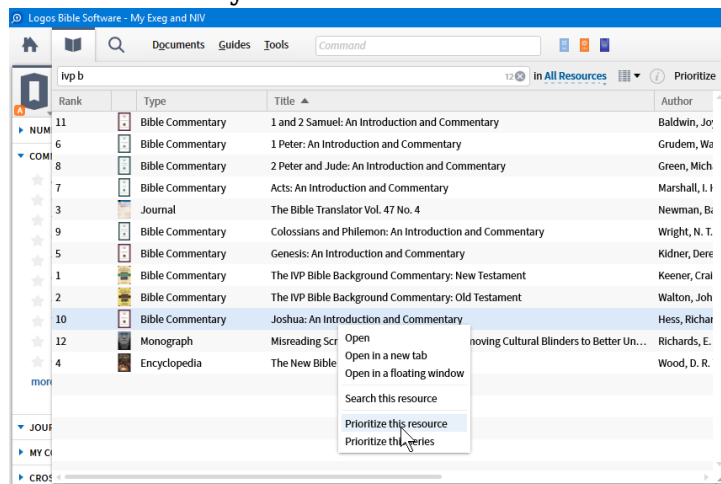 y
Logos Bible Software - My Exeg and NIV
Documents Guides Tools Command
ivp b 12 in All Resources Prioritize
Rank Type Title Author
11 Bible Commentary 1 and 2 Samuel: An Introduction and Commentary Baldwin, Joy
6 Bible Commentary 1 Peter: An Introduction and Commentary Grudem, Wa
8 Bible Commentary 2 Peter and Jude: An Introduction and Commentary Green, Mich
7 Bible Commentary Acts: An Introduction and Commentary Marshall, I. H
3 Journal The Bible Translator Vol. 47 No. 4 Newman, Ba
9 Bible Commentary Colossians and Philemon: An Introduction and Commentary Wright, N. T.
5 Bible Commentary Genesis: An Introduction and Commentary Kidner, Dere
1 Bible Commentary The IVP Bible Background Commentary: New Testament Keener, Crai
2 Bible Commentary The IVP Bible Background Commentary: Old Testament Walton, Joh
10 Bible Commentary Joshua: An Introduction and Commentary Hess, Richar
12 Monograph Misreading Scr moving Cultural Blinders to Better Un... Richards, E.
4 Encyclopedia The New Bible Wood, D. R.
A
NUM
COM
more
JOUR
MY CO
CROS
Open
Open in a new tab
Open in a floating window
Search this resource
Prioritize this resource
Prioritize this series